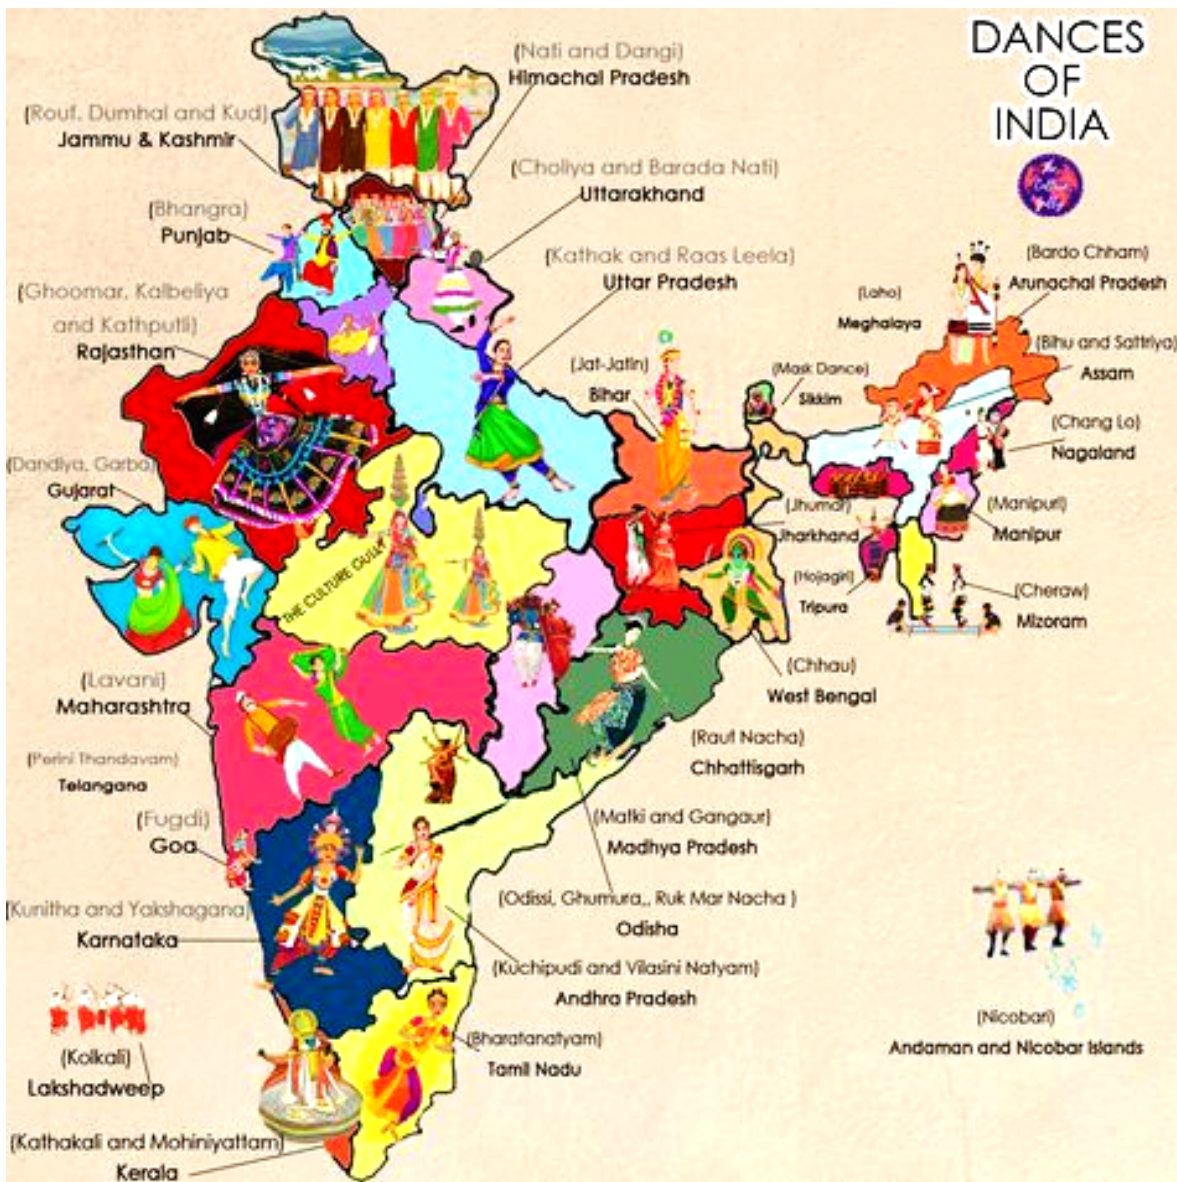 DANCES
OF
INDIA
The
Culture
Gully
(Nati and Dangi)
Himachal Pradesh
(Rouf, Dumhal and Kud)
Jammu & Kashmir
(Choliya and Barada Nati)
Uttarakhand
(Bhangra)
Punjab
(Kathak and Raas Leela)
Uttar Pradesh
(Bardo Chham)
Arunachal Pradesh
(Ghoomar, Kalbeliya
and Kathputli)
Rajasthan
(Laho)
Meghalaya
(Bihu and Sattriya)
Assam
(Jat-Jatin)
Bihar
(Mask Dance)
Sikkim
(Chang Lo)
Nagaland
(Dandiya, Garba)
Gujarat
(Jhumar)
Jharkhand
(Manipuri)
Manipur
THE CULTURE GULLY
(Hojagiri)
Tripura
(Cheraw)
Mizoram
(Chhau)
West Bengal
(Lavani)
Maharashtra
(Raut Nacha)
Chhattisgarh
(Perini Thandavam)
Telangana
(Fugdi)
Goa
(Matki and Gangaur)
Madhya Pradesh
(Odissi, Ghumura,, Ruk Mar Nacha )
Odisha
(Kunitha and Yakshagana)
Karnataka
(Kuchipudi and Vilasini Natyam)
Andhra Pradesh
(Bharatanatyam)
Tamil Nadu
(Nicobari)
Andaman and Nicobar Islands
(Kolkali)
Lakshadweep
(Kathakali and Mohiniyattam)
Kerala